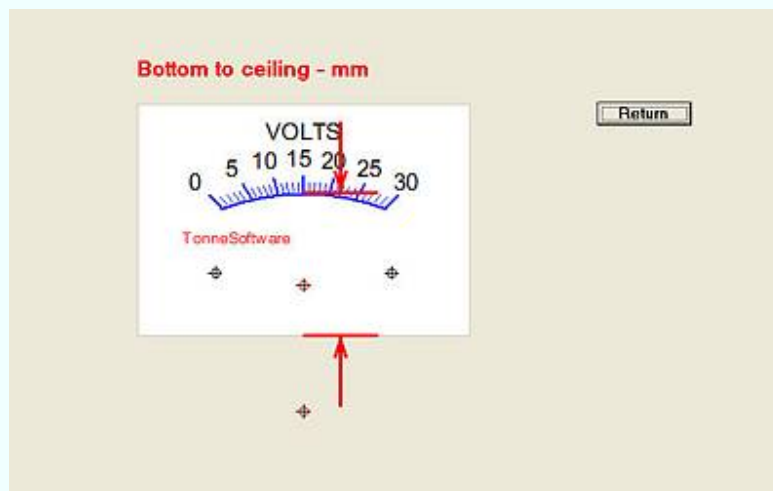 Bottom to ceiling - mm
Return
VOLTS
0 5 10 15 20 25 30
TonneSoftware